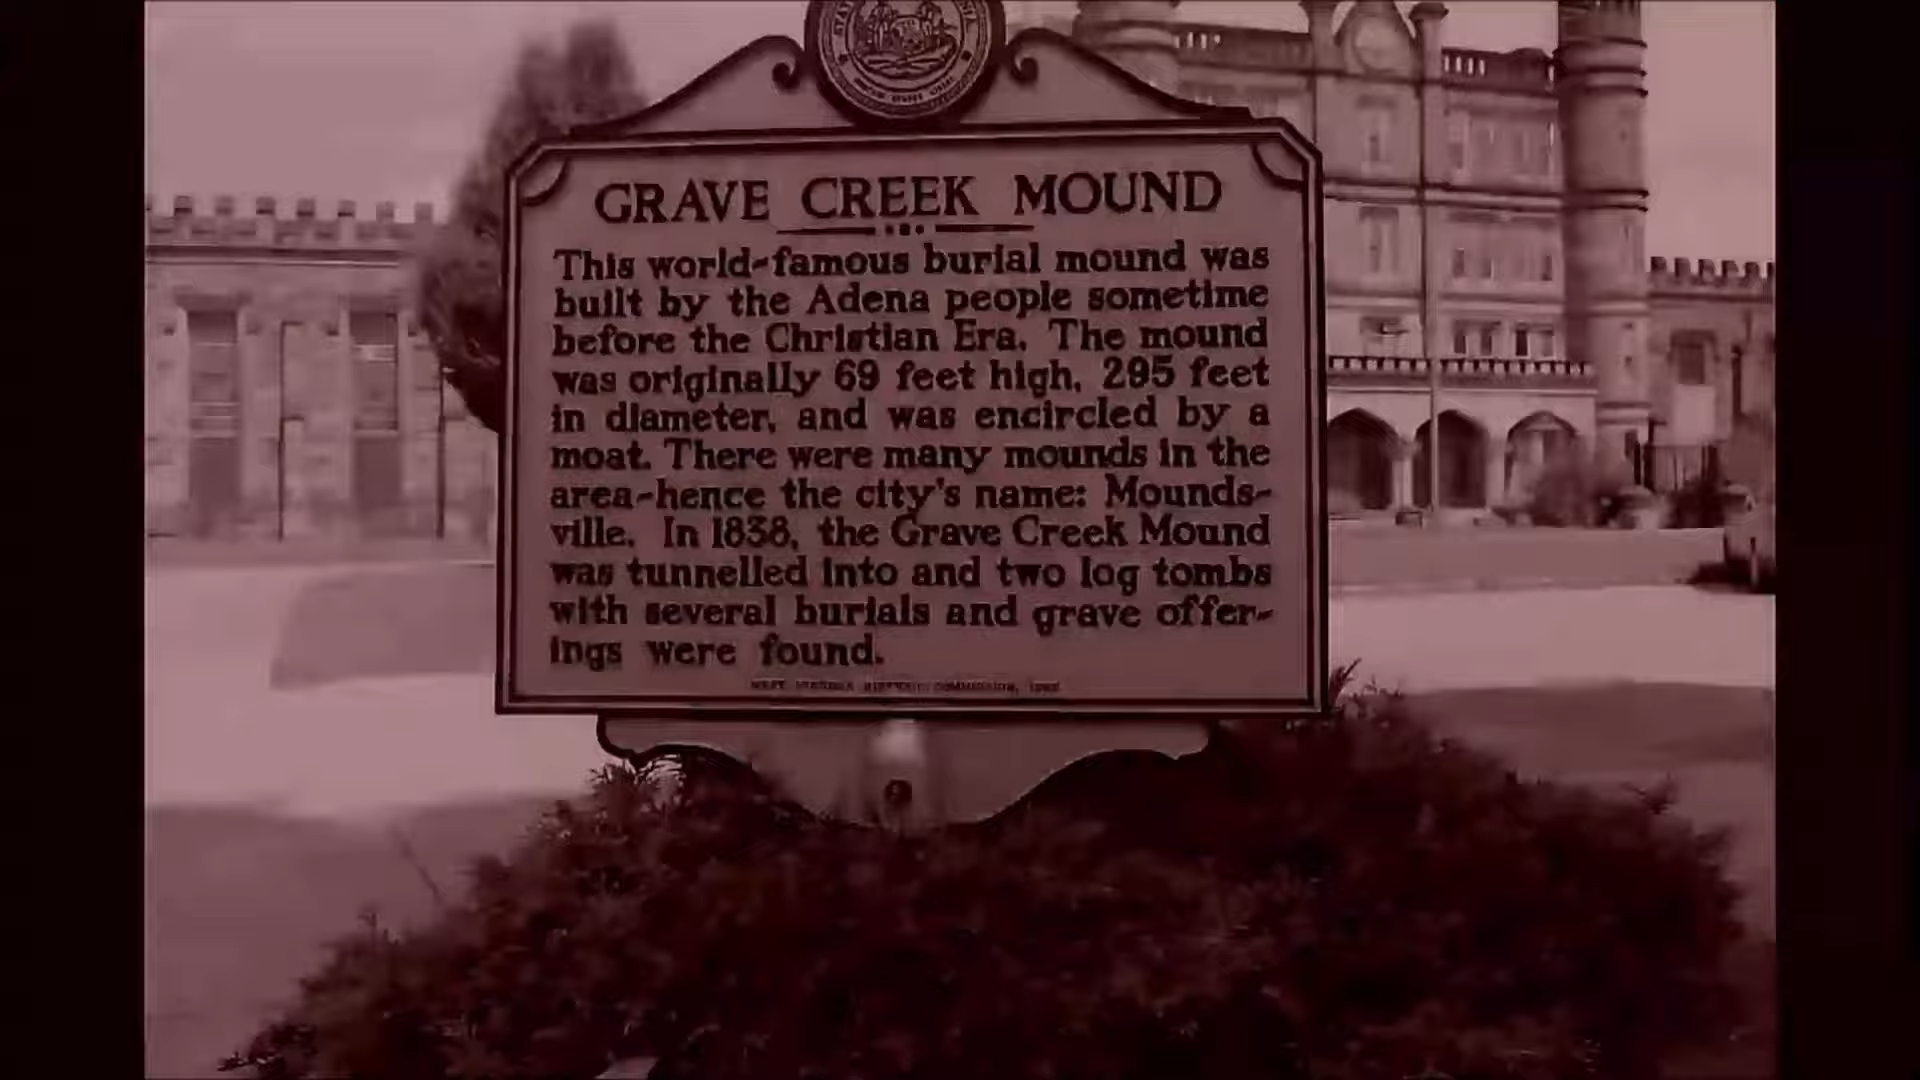 GRAVE CREEK MOUND
This world-famous burial mound was
built by the Adena people sometime
before the Christian Era. The mound
was originally 69 feet high, 295 feet
in diameter, and was encircled by a
moat. There were many mounds in the
area-hence the city's name: Mounds-
ville. In 1838, the Grave Creek Mound
was tunnelled into and two log tombs
with several burials and grave offer-
ings were found.